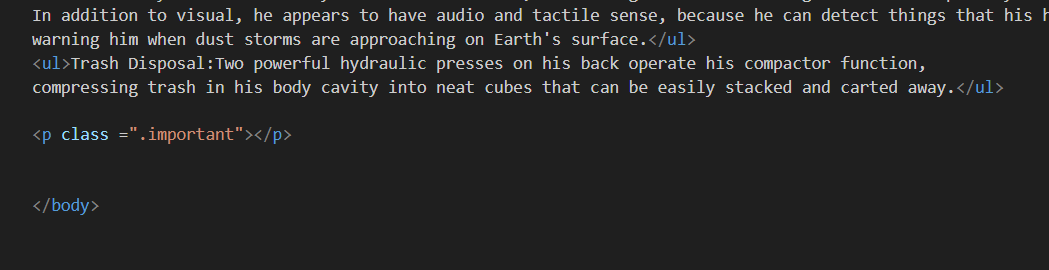 In addition to visual, he appears to have audio and tactile sense, because he can detect things that his
warning him when dust storms are approaching on Earth's surface.</ul>
<ul>Trash Disposal:Two powerful hydraulic presses on his back operate his compactor function,
compressing trash in his body cavity into neat cubes that can be easily stacked and carted away.</ul>
<p class =".important"></p>
</body>